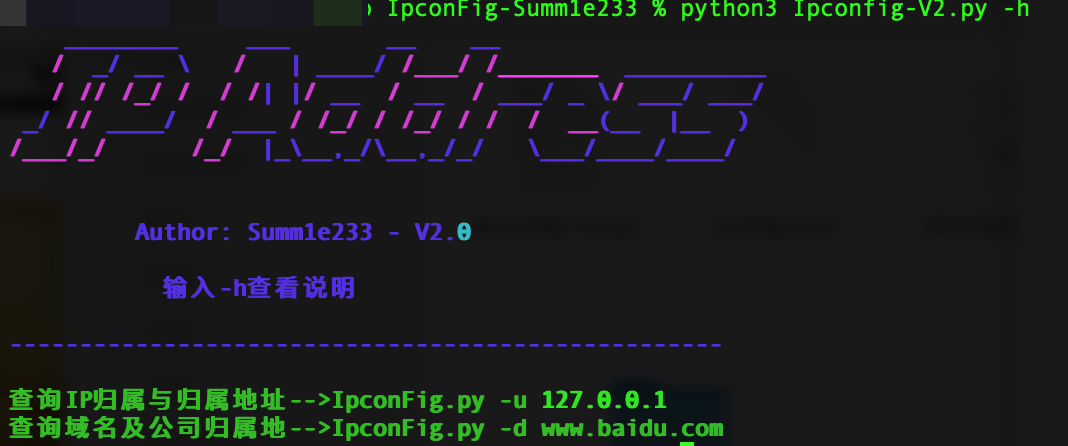 IpconFig-Summ1e233 % python3 Ipconfig-V2.py -h
IP Address
Author: Summ1e233 - V2.0
输入-h查看说明
---------------------------------------------------
查询IP归属与归属地址-->IpconFig.py -u 127.0.0.1
查询域名及公司归属地-->IpconFig.py -d www.baidu.com